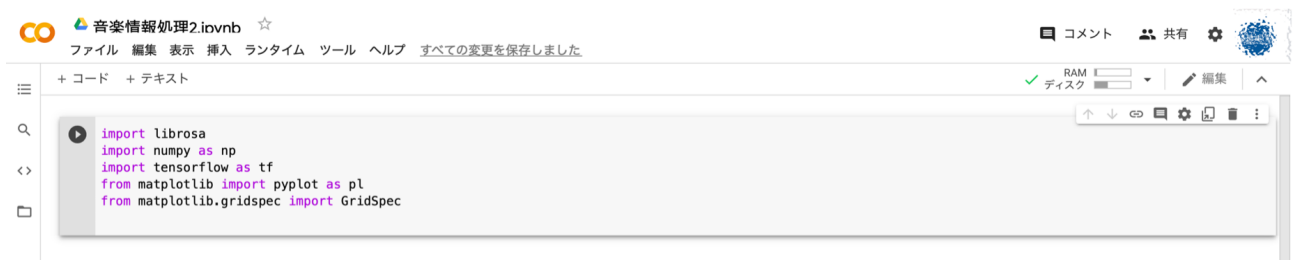 音楽情報処理2.ipynb
コメント 共有
ファイル 編集 表示 挿入 ランタイム ツール ヘルプ すべての変更を保存しました
+ コード + テキスト
RAM
ディスク
編集
import librosa
import numpy as np
import tensorflow as tf
from matplotlib import pyplot as pl
from matplotlib.gridspec import GridSpec